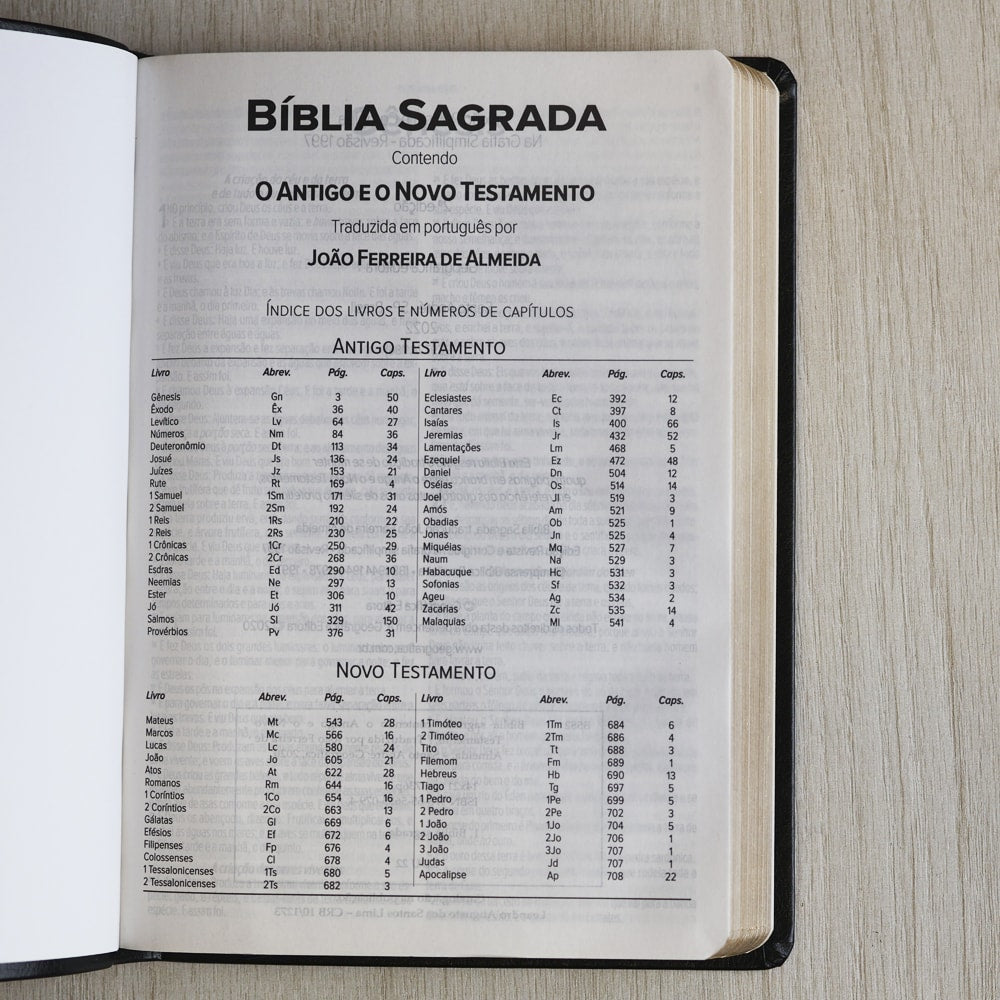 BÍBLIA SAGRADA
Contendo
O ANTIGO E O NOVO TESTAMENTO
Traduzida em português por
JOÃO FERREIRA DE ALMEIDA
ÍNDICE DOS LIVROS E NÚMEROS DE CAPÍTULOS
ANTIGO TESTAMENTO
Livro Abrev. Pág. Caps.
Gênesis Gn 3 50
Êxodo Êx 36 40
Levítico Lv 64 27
Números Nm 84 36
Deuteronômio Dt 113 34
Josué Js 136 24
Juízes Jz 153 21
Rute Rt 169 4
1 Samuel 1Sm 171 31
2 Samuel 2Sm 192 24
1 Reis 1Rs 210 22
2 Reis 2Rs 230 25
1 Crônicas 1Cr 250 29
2 Crônicas 2Cr 268 36
Esdras Ed 290 10
Neemias Ne 297 13
Ester Et 306 10
Jó Jó 311 42
Salmos Sl 329 150
Provérbios Pv 376 31
Livro Abrev. Pág. Caps.
Eclesiastes Ec 392 12
Cantares Ct 397 8
Isaías Is 400 66
Jeremias Jr 432 52
Lamentações Lm 468 5
Ezequiel Ez 472 48
Daniel Dn 504 12
Oséias Os 514 14
Joel Jl 519 3
Amós Am 521 9
Obadias Ob 525 1
Jonas Jn 525 4
Miquéias Mq 527 7
Naum Na 529 3
Habacuque Hc 531 3
Sofonias Sf 532 3
Ageu Ag 534 2
Zacarias Zc 535 14
Malaquias Ml 541 4
NOVO TESTAMENTO
Livro Abrev. Pág. Caps.
Mateus Mt 543 28
Marcos Mc 566 16
Lucas Lc 580 24
João Jo 605 21
Atos At 622 28
Romanos Rm 644 16
1 Coríntios 1Co 654 16
2 Coríntios 2Co 663 13
Gálatas Gl 669 6
Efésios Ef 672 6
Filipenses Fp 676 4
Colossenses Cl 678 4
1 Tessalonicenses 1Ts 680 5
2 Tessalonicenses 2Ts 682 3
Livro Abrev. Pág. Caps.
1 Timóteo 1Tm 684 6
2 Timóteo 2Tm 686 4
Tito Tt 688 3
Filemom Fm 689 1
Hebreus Hb 690 13
Tiago Tg 697 5
1 Pedro 1Pe 699 5
2 Pedro 2Pe 702 3
1 João 1Jo 704 5
2 João 2Jo 706 1
3 João 3Jo 707 1
Judas Jd 707 1
Apocalipse Ap 708 22